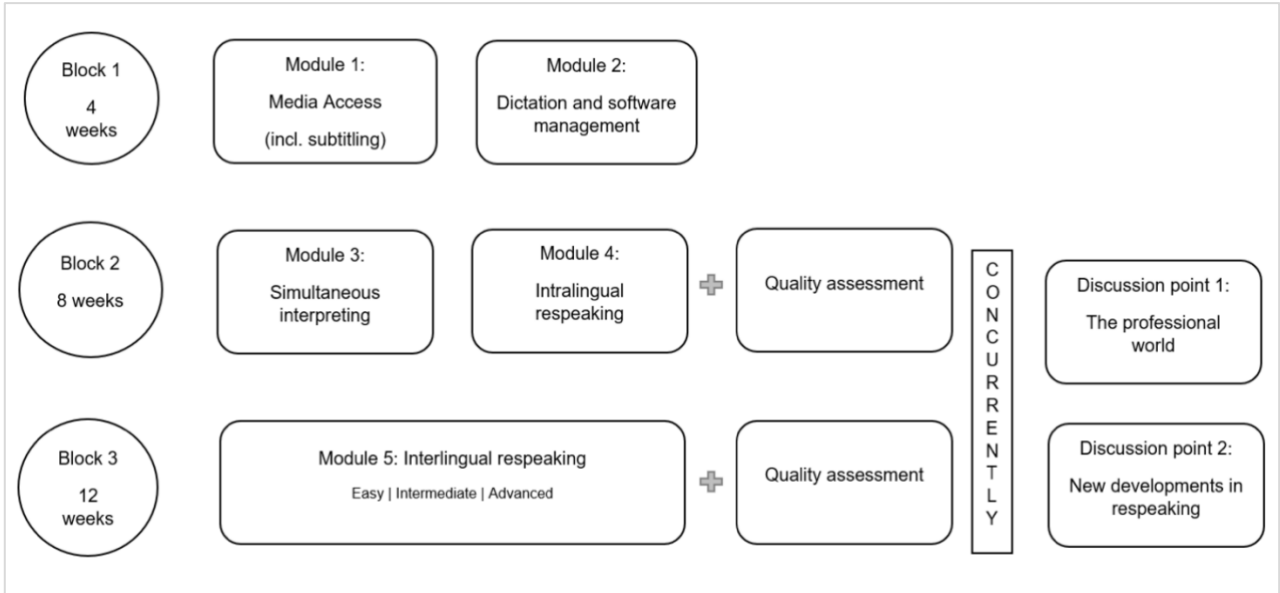 Block 1
4
weeks
Module 1:
Media Access
(incl. subtitling)
Module 2:
Dictation and software
management
Block 2
8 weeks
Module 3:
Simultaneous
interpreting
Module 4:
Intralingual
respeaking
Quality assessment
Block 3
12
weeks
Module 5: Interlingual respeaking
Easy | Intermediate | Advanced
Quality assessment
C
O
N
C
U
R
R
E
N
T
L
Y
Discussion point 1:
The professional
world
Discussion point 2:
New developments in
respeaking